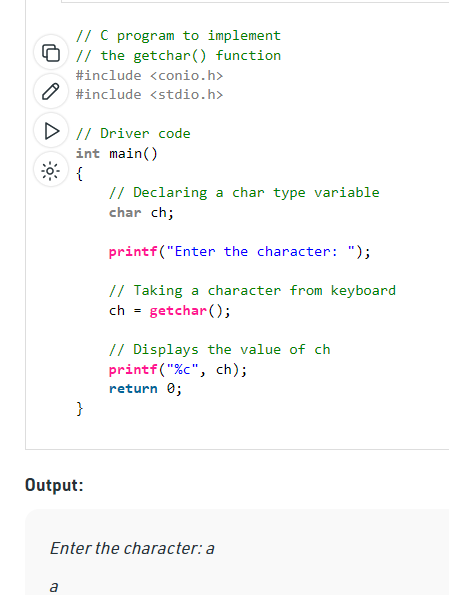 // C program to implement
// the getchar() function
#include <conio.h>
#include <stdio.h>
// Driver code
int main()
{
// Declaring a char type variable
char ch;
printf("Enter the character: ");
// Taking a character from keyboard
ch = getchar();
// Displays the value of ch
printf("%c", ch);
return 0;
}
Output:
Enter the character: a
a